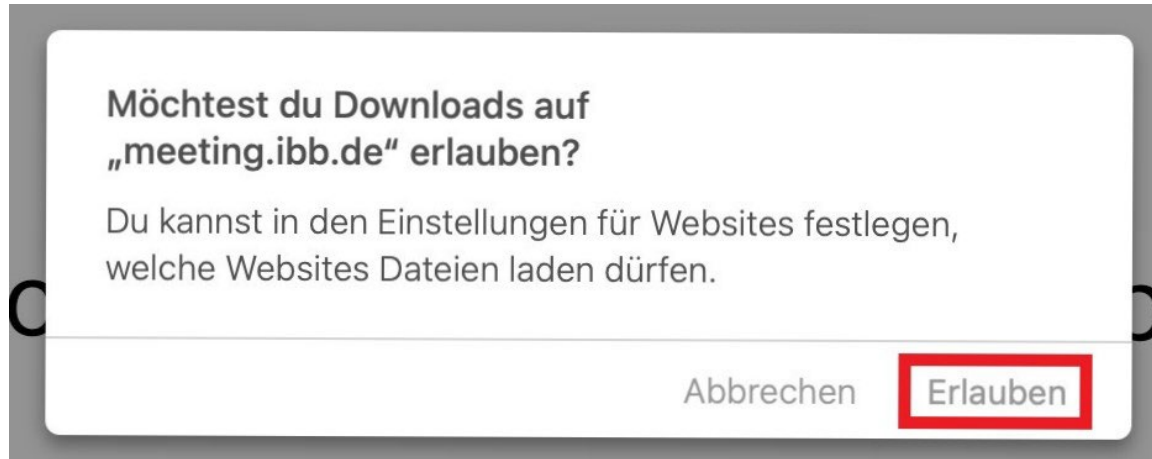 Möchtest du Downloads auf
„meeting.ibb.de“ erlauben?
Du kannst in den Einstellungen für Websites festlegen,
welche Websites Dateien laden dürfen.
Abbrechen
Erlauben